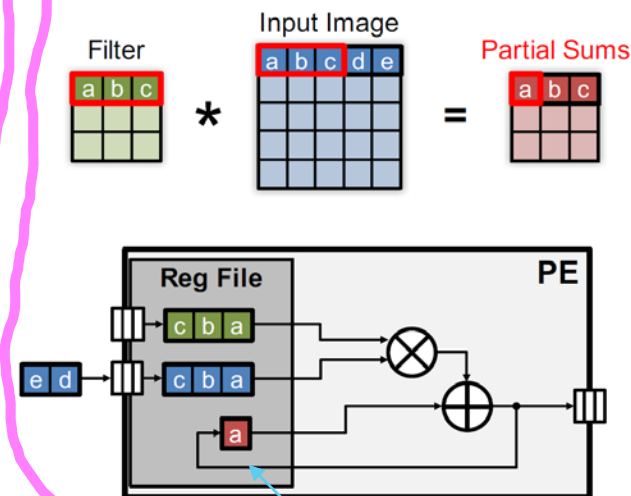 Input Image
Filter
Partial Sums
a b c
a b c d e
a b c
*
=
PE
Reg File
c b a
e d
c b a
a